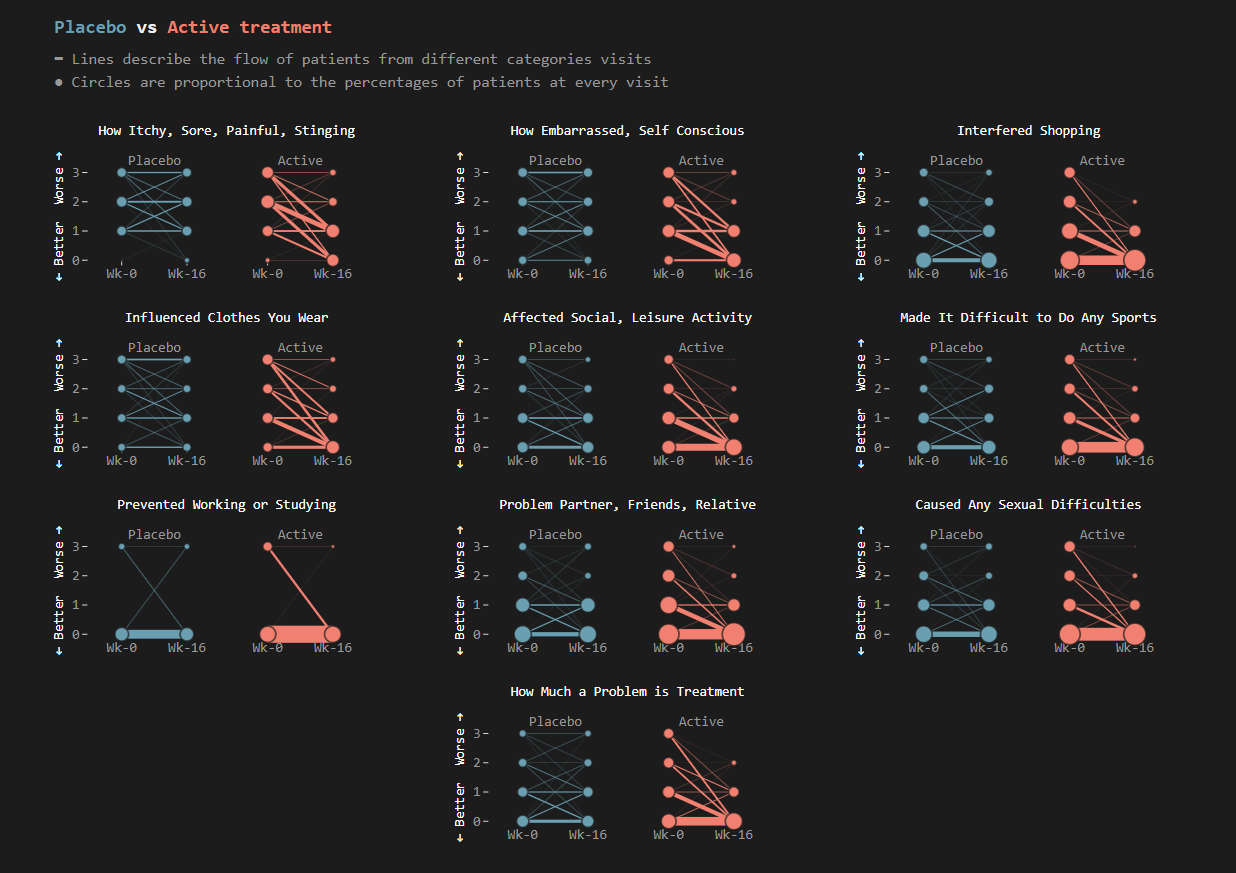 Placebo vs Active treatment
━ Lines describe the flow of patients from different categories visits
● Circles are proportional to the percentages of patients at every visit
How Itchy, Sore, Painful, Stinging
← Better Worse →
Placebo
Active
3
2
1
0
Wk-0 Wk-16
Wk-0 Wk-16
How Embarrassed, Self Conscious
← Better Worse →
Placebo
Active
3
2
1
0
Wk-0 Wk-16
Wk-0 Wk-16
Interfered Shopping
← Better Worse →
Placebo
Active
3
2
1
0
Wk-0 Wk-16
Wk-0 Wk-16
Influenced Clothes You Wear
← Better Worse →
Placebo
Active
3
2
1
0
Wk-0 Wk-16
Wk-0 Wk-16
Affected Social, Leisure Activity
← Better Worse →
Placebo
Active
3
2
1
0
Wk-0 Wk-16
Wk-0 Wk-16
Made It Difficult to Do Any Sports
← Better Worse →
Placebo
Active
3
2
1
0
Wk-0 Wk-16
Wk-0 Wk-16
Prevented Working or Studying
← Better Worse →
Placebo
Active
3
2
1
0
Wk-0 Wk-16
Wk-0 Wk-16
Problem Partner, Friends, Relative
← Better Worse →
Placebo
Active
3
2
1
0
Wk-0 Wk-16
Wk-0 Wk-16
Caused Any Sexual Difficulties
← Better Worse →
Placebo
Active
3
2
1
0
Wk-0 Wk-16
Wk-0 Wk-16
How Much a Problem is Treatment
← Better Worse →
Placebo
Active
3
2
1
0
Wk-0 Wk-16
Wk-0 Wk-16